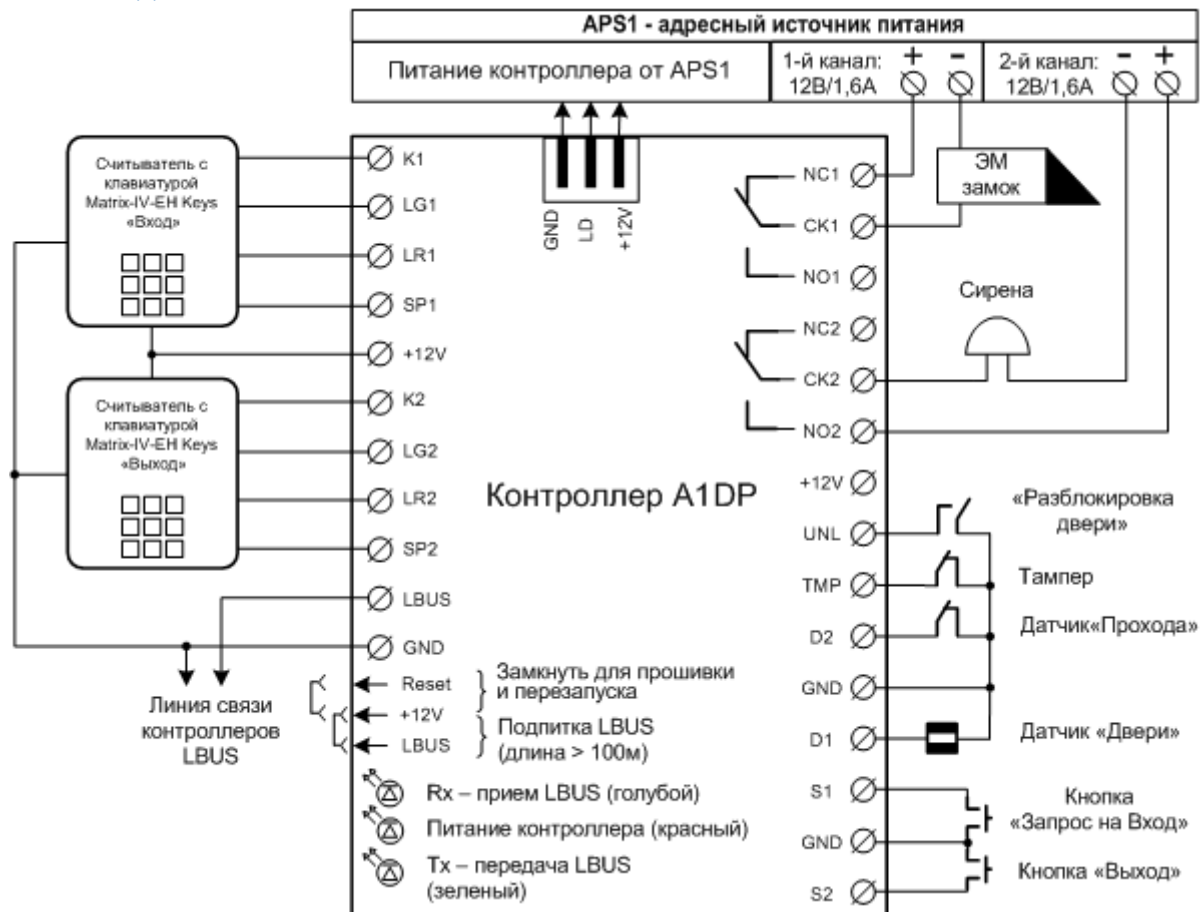 APS1 - адресный источник питания
Питание контроллера от APS1
1-й канал:
12В/1,6А
+
-
2-й канал:
12В/1,6А
-
+
Считыватель с
клавиатурой
Matrix-IV-EH Keys
«Вход»
Считыватель с
клавиатурой
Matrix-IV-EH Keys
«Выход»
Линия связи
контроллеров
LBUS
K1
LG1
LR1
SP1
+12V
K2
LG2
LR2
SP2
LBUS
GND
Reset
+12V
LBUS
Замкнуть для прошивки
и перезапуска
Подпитка LBUS
(длина > 100м)
Rx – прием LBUS (голубой)
Питание контроллера (красный)
Tx – передача LBUS
(зеленый)
GND
LD
+12V
Контроллер A1DP
NC1
CK1
NO1
NC2
CK2
NO2
+12V
UNL
TMP
D2
GND
D1
S1
GND
S2
ЭМ
замок
Сирена
«Разблокировка
двери»
Тампер
Датчик«Прохода»
Датчик «Двери»
Кнопка
«Запрос на Вход»
Кнопка «Выход»